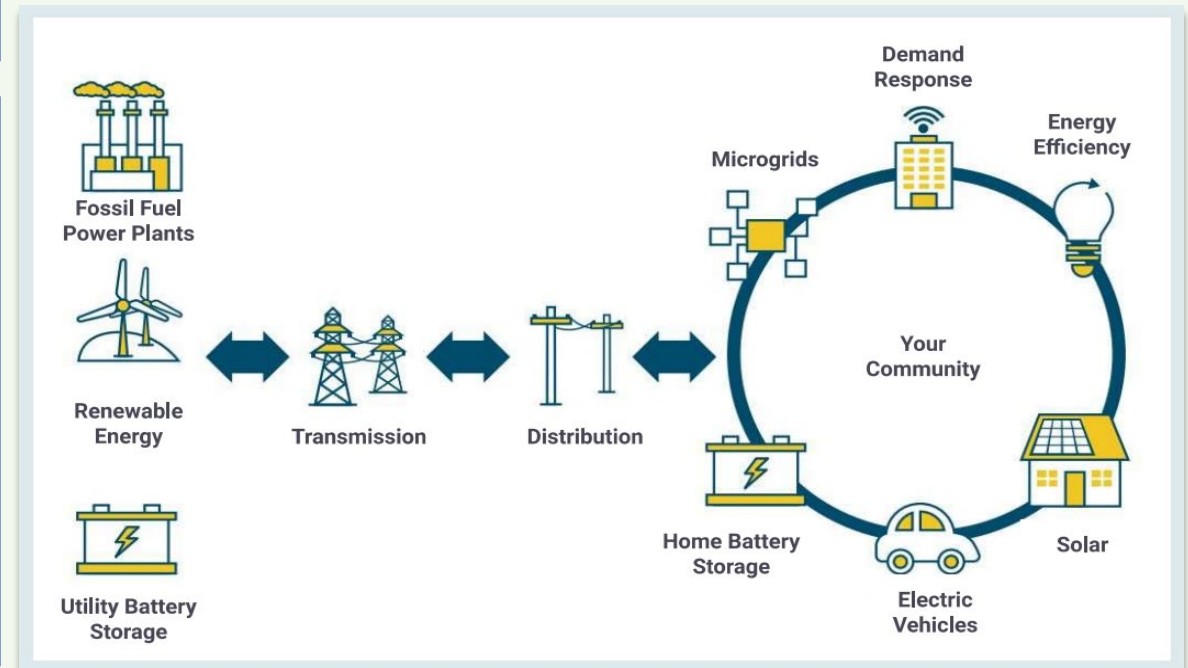 Demand
Response
Energy
Efficiency
Microgrids
Fossil Fuel
Power Plants
Your
Community
Renewable
Energy
Transmission
Distribution
Home Battery
Storage
Solar
Utility Battery
Storage
Electric
Vehicles